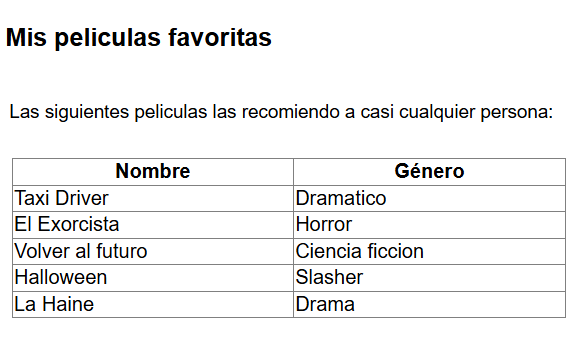 Mis peliculas favoritas
Las siguientes peliculas las recomiendo a casi cualquier persona:
Nombre Género
Taxi Driver Dramatico
El Exorcista Horror
Volver al futuro Ciencia ficcion
Halloween Slasher
La Haine Drama